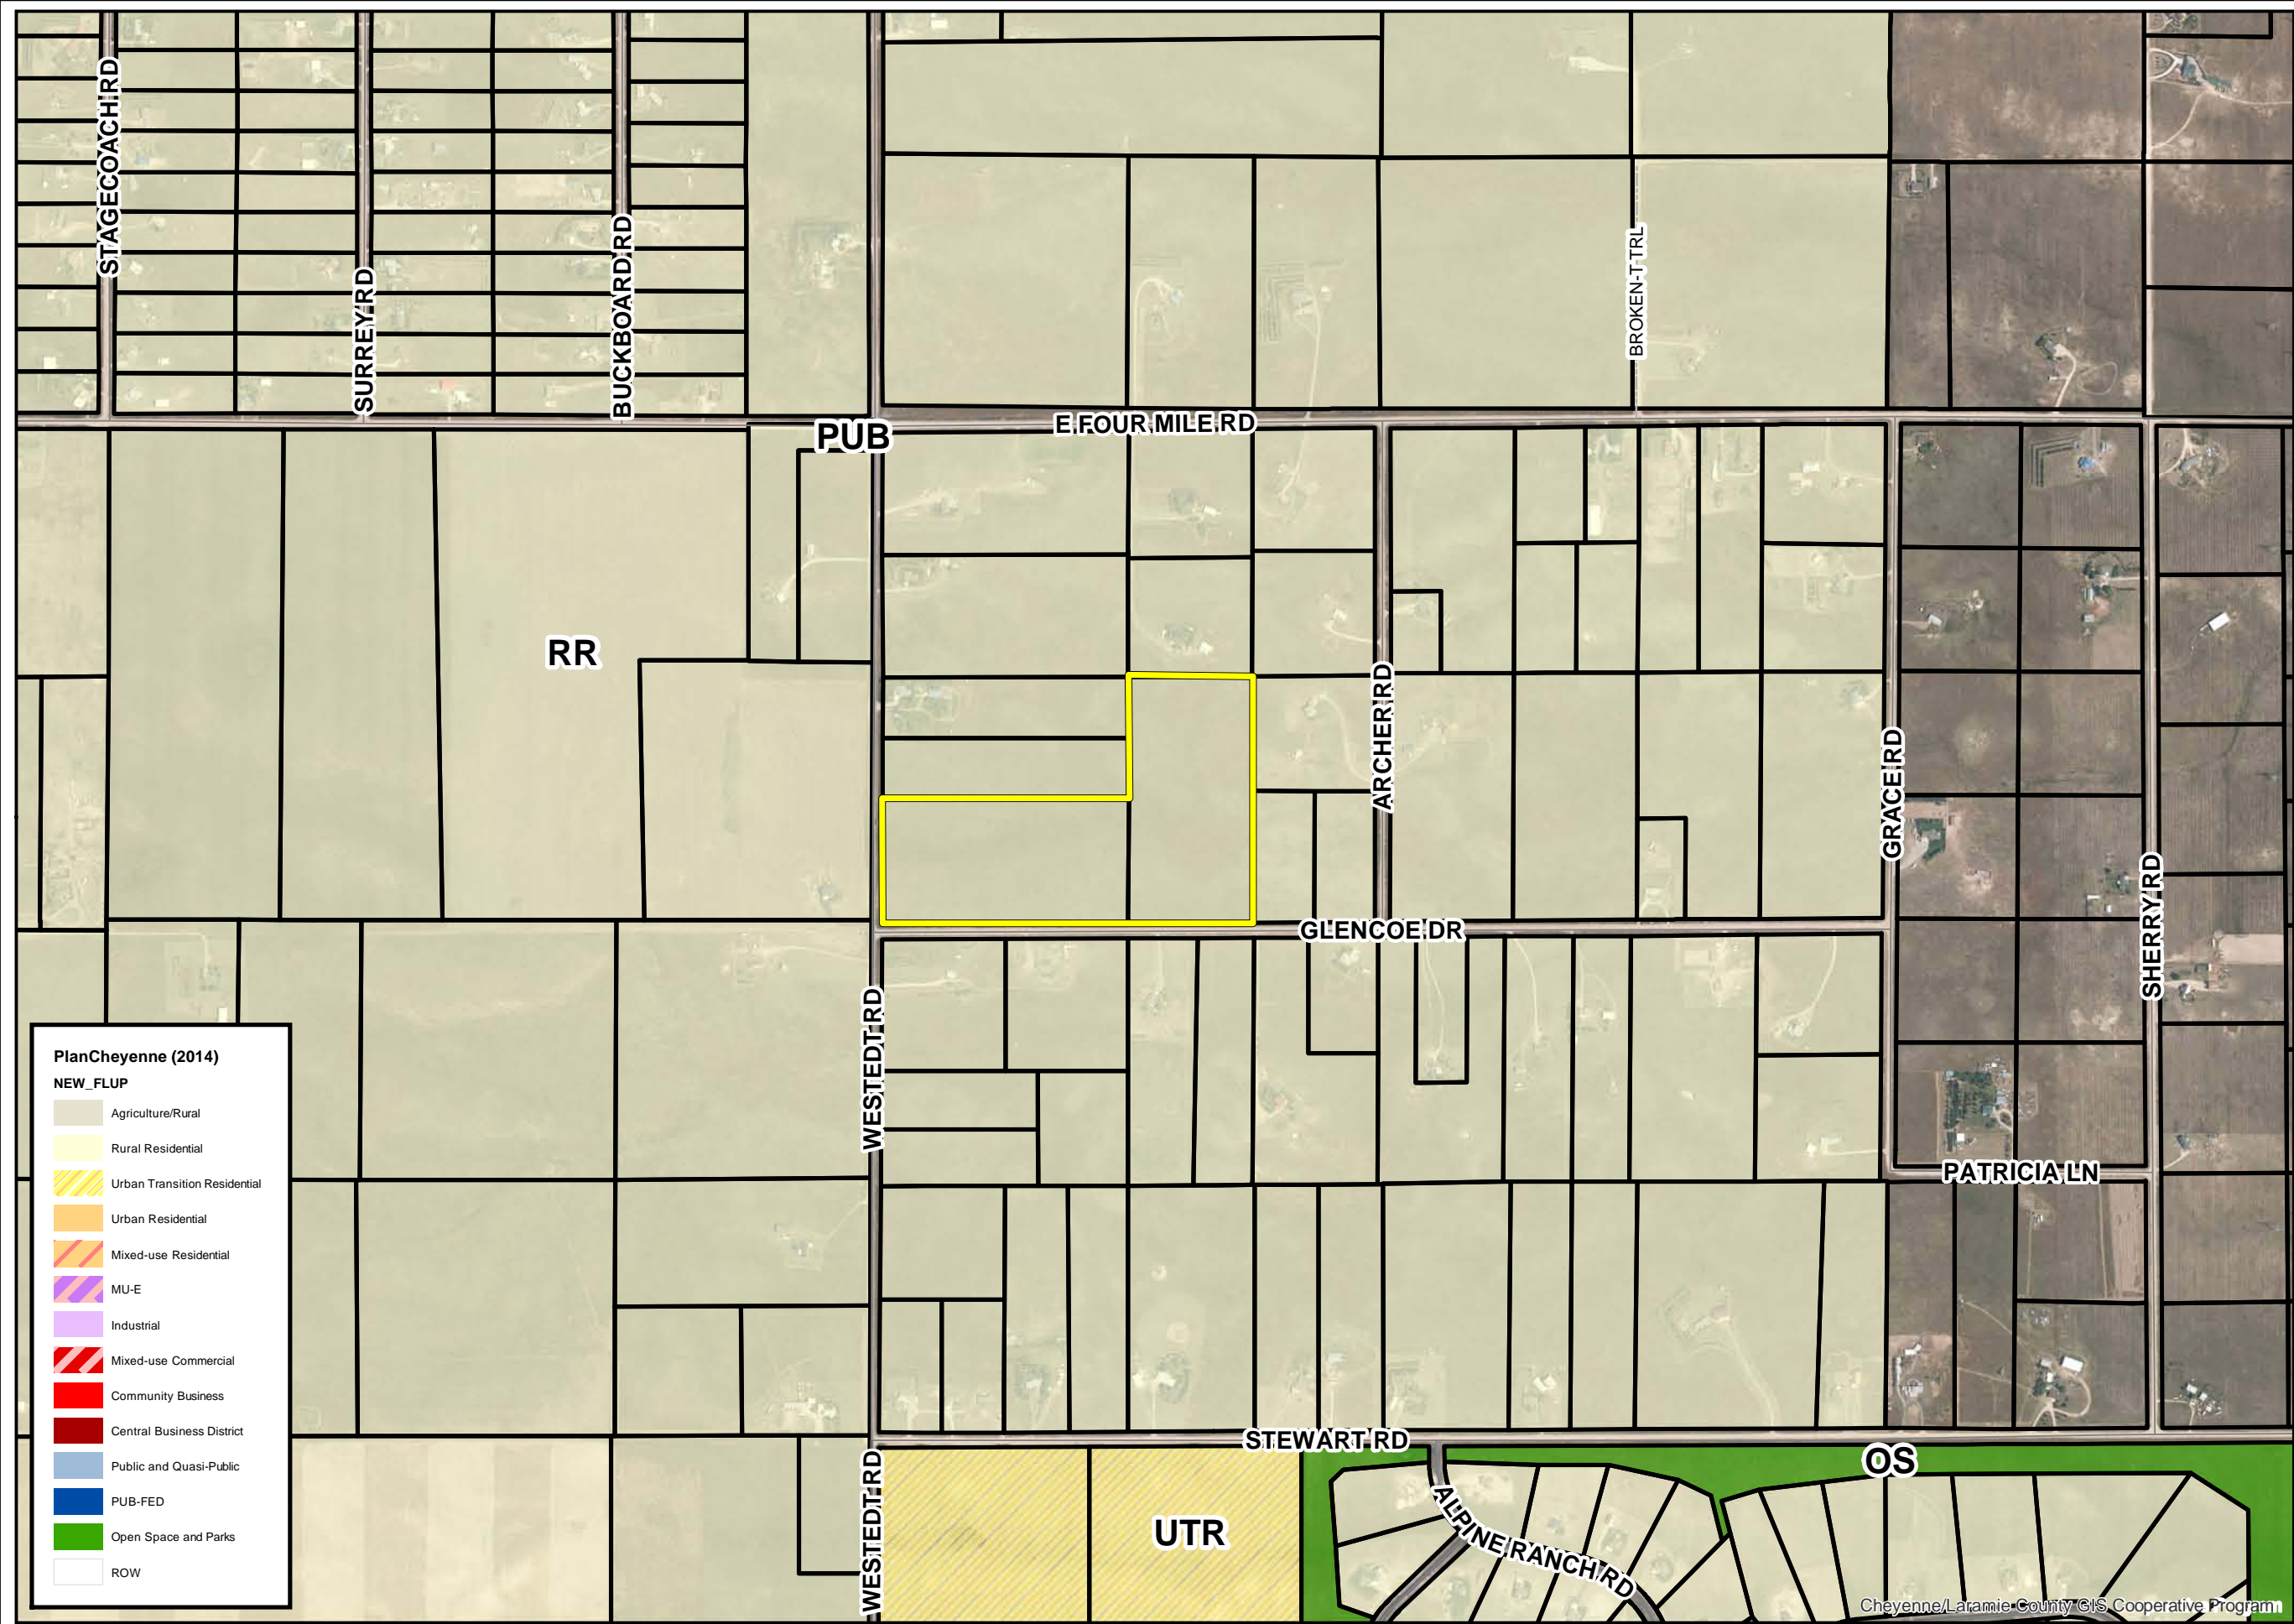 STAGECOACH RD
SURREY RD
BUCKBOARD RD
BROKEN-T TRL
PUB
E FOUR MILE RD
RR
ARCHER RD
GRACE RD
SHERRY RD
GLENCOE DR
WESTEDT RD
PATRICIA LN
STEWART RD
OS
WESTEDT RD
UTR
ALPINE RANCH RD
PlanCheyenne (2014)
NEW_FLUP
Agriculture/Rural
Rural Residential
Urban Transition Residential
Urban Residential
Mixed-use Residential
MU-E
Industrial
Mixed-use Commercial
Community Business
Central Business District
Public and Quasi-Public
PUB-FED
Open Space and Parks
ROW
Cheyenne/Laramie County GIS Cooperative Program